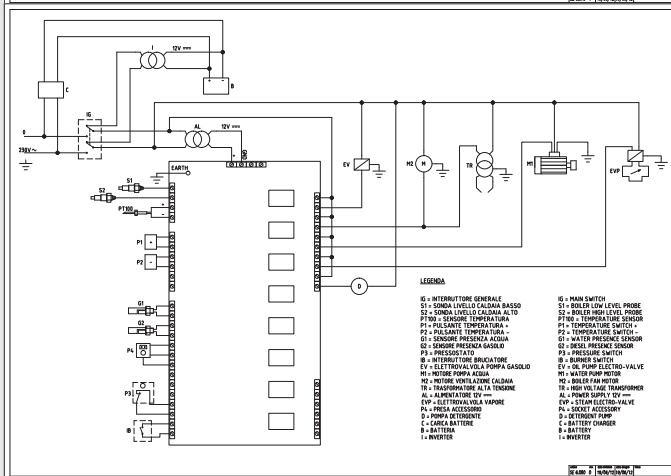 I
12V ⎓
+ -
B
C
IG
0
230V ~
AL
12V ⎓
+
GND
EARTH
S1
S2
PT100
+
-
P1
+
P2
-
G1
G2
P4
P3
IB
EV
M2
M
TR
M1
EVP
D
LEGENDA
IG = INTERRUTTORE GENERALE
S1 = SONDA LIVELLO CALDAIA BASSO
S2 = SONDA LIVELLO CALDAIA ALTO
PT100 = SENSORE TEMPERATURA
P1 = PULSANTE TEMPERATURA +
P2 = PULSANTE TEMPERATURA -
G1 = SENSORE PRESENZA ACQUA
G2 = SENSORE PRESENZA GASOLIO
P3 = PRESSOSTATO
IB = INTERRUTTORE BRUCIATORE
EV = ELETTROVALVOLA POMPA GASOLIO
M1 = MOTORE POMPA ACQUA
M2 = MOTORE VENTILAZIONE CALDAIA
TR = TRASFORMATORE ALTA TENSIONE
AL = ALIMENTATORE 12V ⎓
EVP = ELETTROVALVOLA VAPORE
P4 = PRESA ACCESSORIO
D = POMPA DETERGENTE
C = CARICA BATTERIE
B = BATTERIA
I = INVERTER
IG = MAIN SWITCH
S1 = BOILER LOW LEVEL PROBE
S2 = BOILER HIGH LEVEL PROBE
PT100 = TEMPERATURE SENSOR
P1 = TEMPERATURE SWITCH +
P2 = TEMPERATURE SWITCH -
G1 = WATER PRESENCE SENSOR
G2 = DIESEL PRESENCE SENSOR
P3 = PRESSURE SWITCH
IB = BURNER SWITCH
EV = OIL PUMP ELECTRO-VALVE
M1 = WATER PUMP MOTOR
M2 = BOILER FAN MOTOR
TR = HIGH VOLTAGE TRANSFORMER
AL = POWER SUPPLY 12V ⎓
EVP = STEAM ELECTRO-VALVE
P4 = SOCKET ACCESSORY
D = DETERGENT PUMP
C = BATTERY CHARGER
B = BATTERY
I = INVERTER